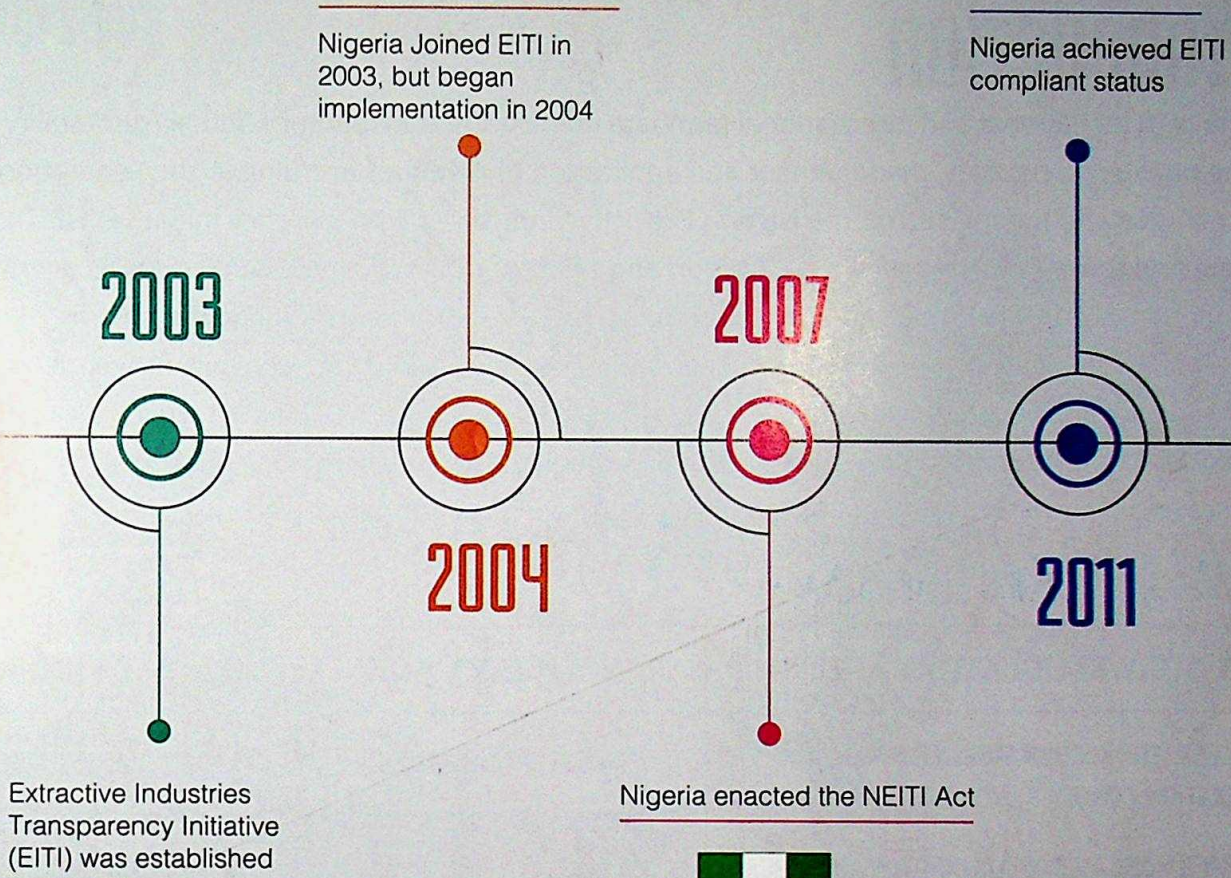 Nigeria Joined EITI in
2003, but began
implementation in 2004
Nigeria achieved EITI
compliant status
2003
2007
2004
2011
Extractive Industries
Transparency Initiative
(EITI) was established
Nigeria enacted the NEITI Act